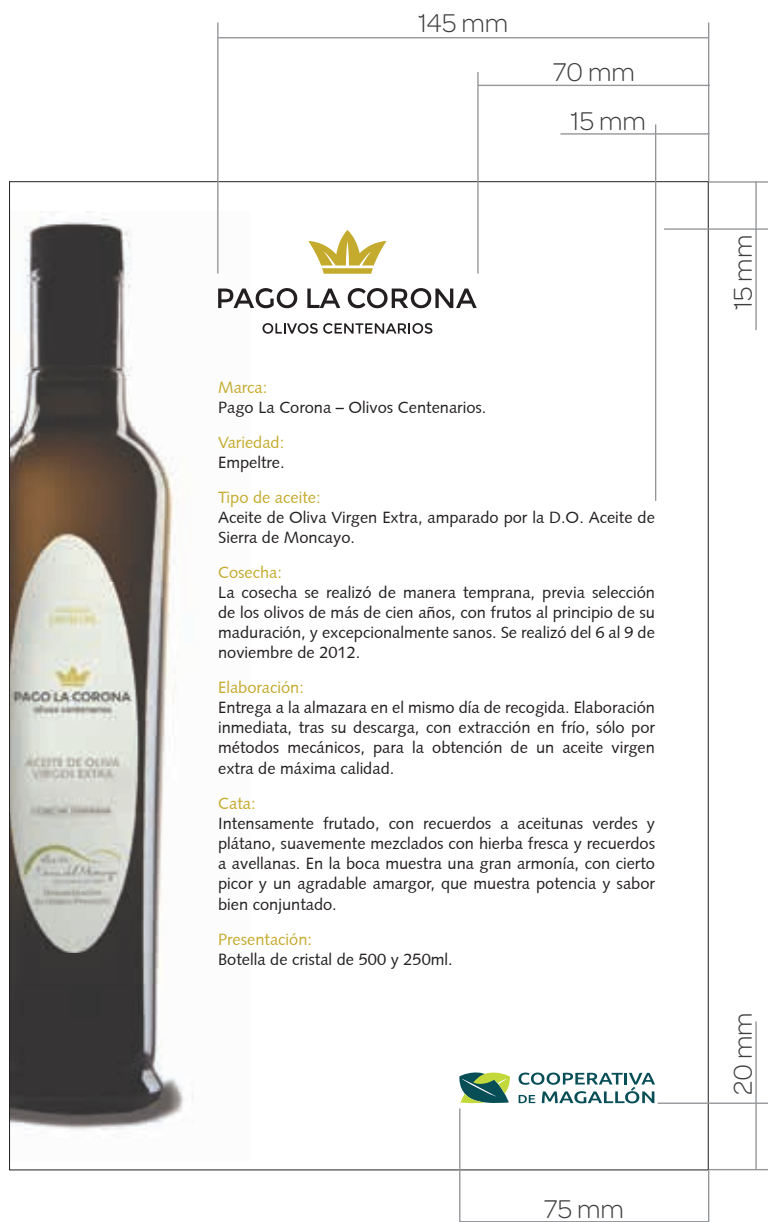 145 mm
70 mm
15 mm
15 mm
PAGO LA CORONA
OLIVOS CENTENARIOS
Marca:
Pago La Corona – Olivos Centenarios.
Variedad:
Empeltre.
Tipo de aceite:
Aceite de Oliva Virgen Extra, amparado por la D.O. Aceite de
Sierra de Moncayo.
Cosecha:
La cosecha se realizó de manera temprana, previa selección
de los olivos de más de cien años, con frutos al principio de su
maduración, y excepcionalmente sanos. Se realizó del 6 al 9 de
noviembre de 2012.
Elaboración:
Entrega a la almazara en el mismo día de recogida. Elaboración
inmediata, tras su descarga, con extracción en frío, sólo por
métodos mecánicos, para la obtención de un aceite virgen
extra de máxima calidad.
Cata:
Intensamente frutado, con recuerdos a aceitunas verdes y
plátano, suavemente mezclados con hierba fresca y recuerdos
a avellanas. En la boca muestra una gran armonía, con cierto
picor y un agradable amargor, que muestra potencia y sabor
bien conjuntado.
Presentación:
Botella de cristal de 500 y 250ml.
PAGO LA CORONA
olivos centenarios
ACEITE DE OLIVA
VIRGEN EXTRA
COOPERATIVA
DE MAGALLÓN
20 mm
75 mm